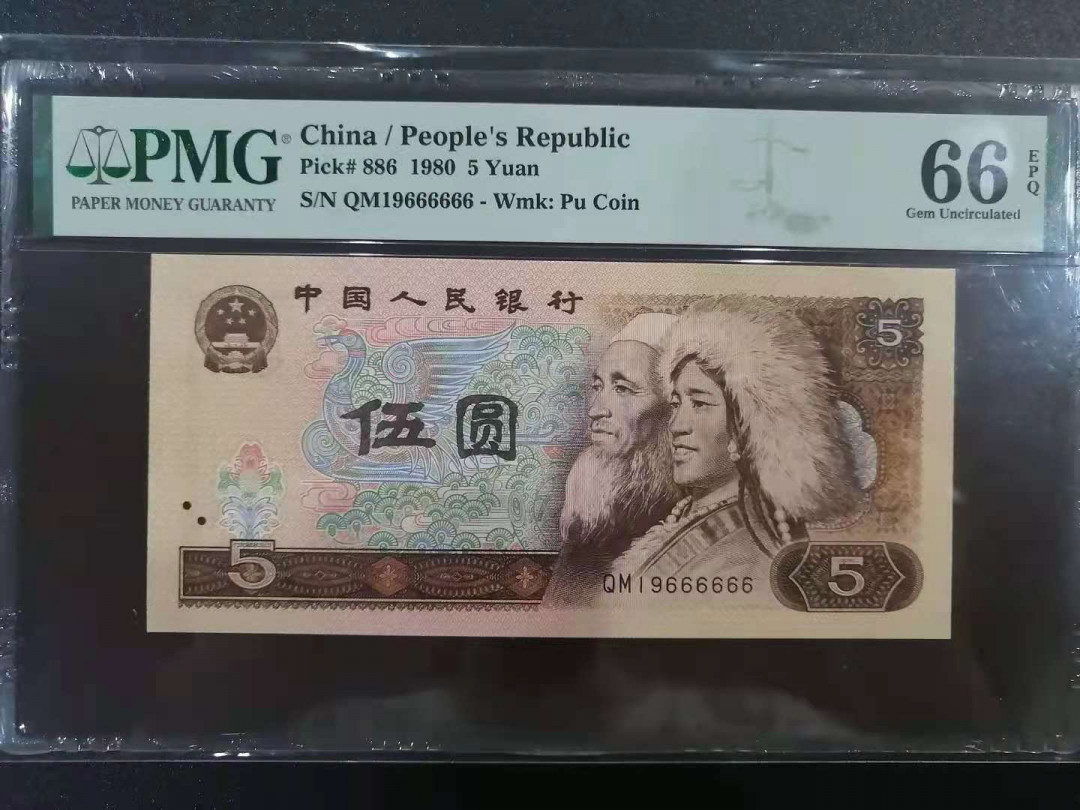 PMG®
PAPER MONEY GUARANTY
China / People's Republic
Pick# 886 1980 5 Yuan
S/N QM19666666 - Wmk: Pu Coin
66 EPQ
Gem Uncirculated
中国人民银行
5
伍圆
5
QM19666666
5